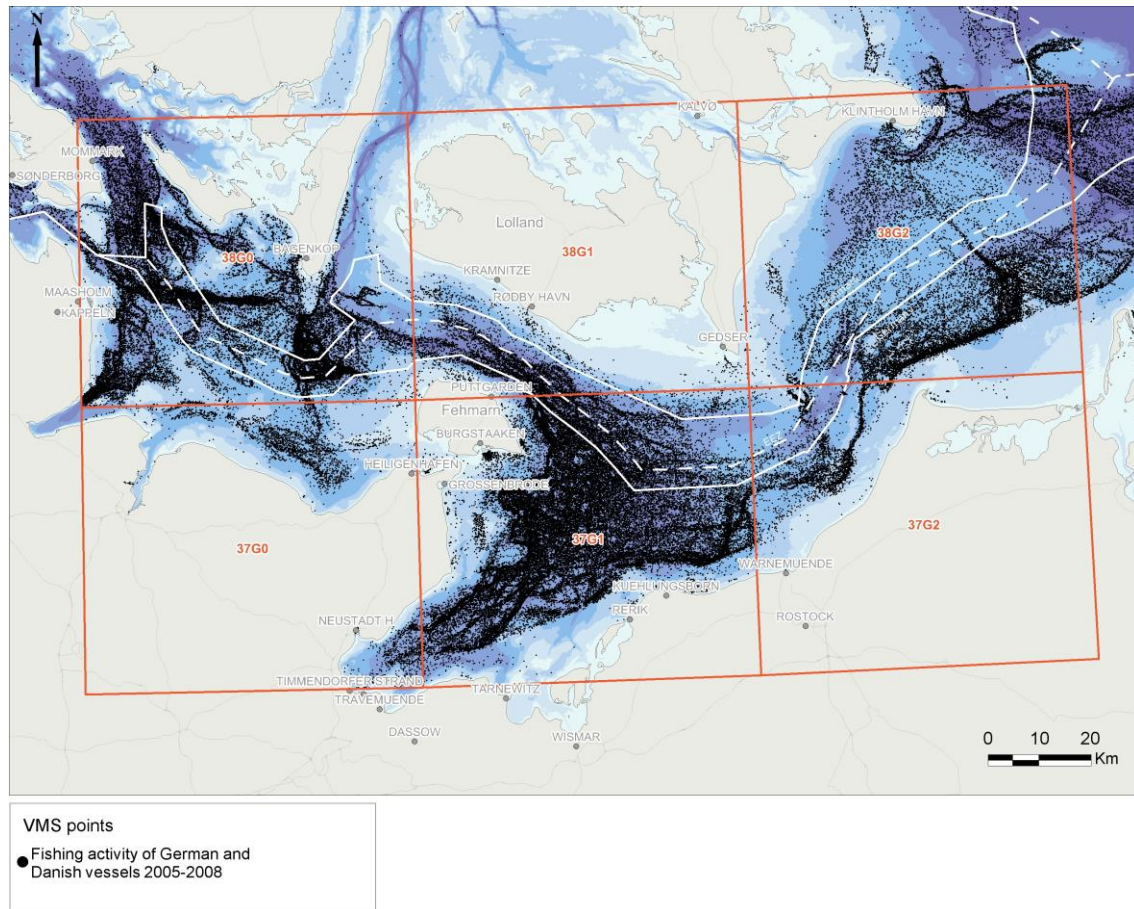 N
KALVØ
KLINTHOLM HAVN
MOMMARK
SØNDERBORG
Lolland
38G0
38G1
38G2
BAGENKOP
KRAMNITZE
RØDBY HAVN
MAASHOLM
KAPPELN
GEDSER
PUTTGARDEN
Fehmarn
BURGSTAAKEN
EEZ
HEILIGENHAFEN
GROSSENBRODE
37G0
37G1
37G2
WARNEMUENDE
KUEHLUNGSBORN
RERIK
ROSTOCK
NEUSTADT H.
TIMMENDORFER STRAND
TRAVEMUENDE
TARNEWITZ
DASSOW
WISMAR
0 10 20
Km
VMS points
Fishing activity of German and
Danish vessels 2005-2008